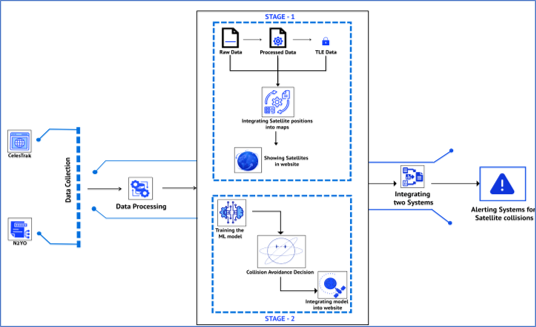 STAGE - 1
Raw Data
Processed Data
TLE Data
Integrating Satellite positions
into maps
Showing Satellites
in website
CelesTrak
N2YO
Data Collection
Data Processing
Training the
ML model
Collision Avoidance Decision
Integrating model
into website
STAGE - 2
Integrating
two Systems
Alerting Systems for
Satellite collisions